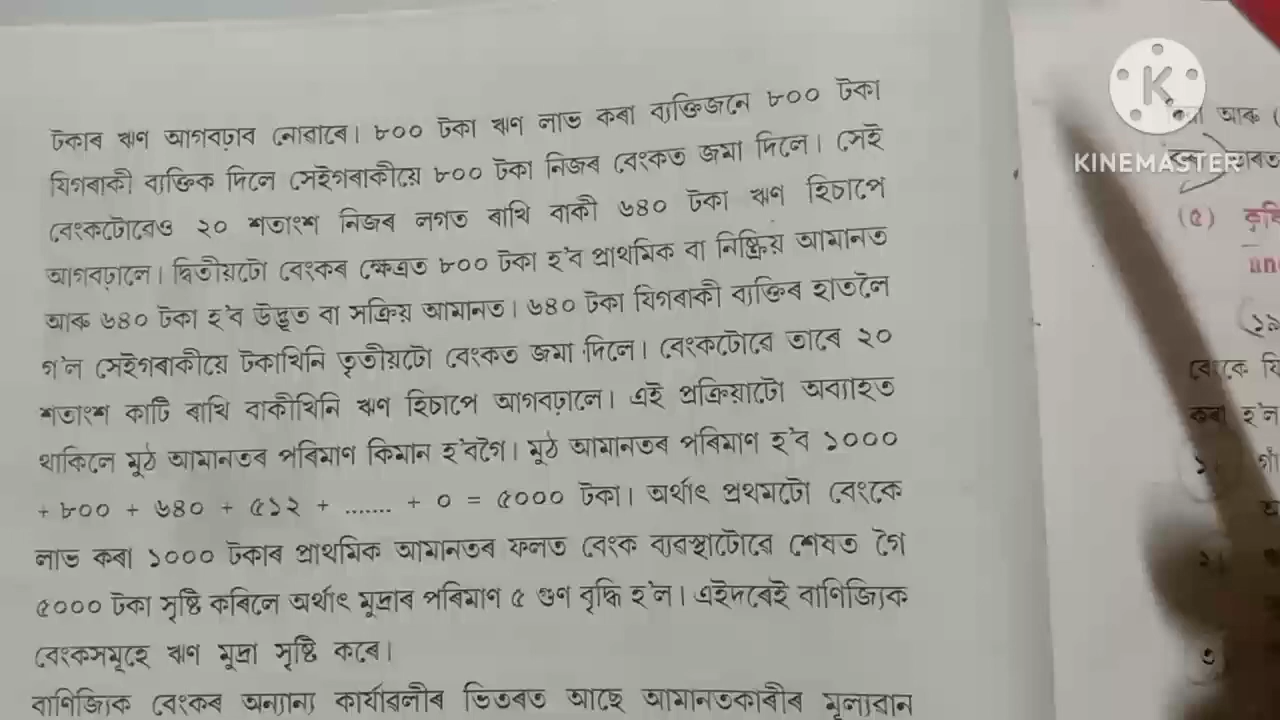 টকাৰ ঋণ আগবঢ়াব নোৱাৰে। ৮০০ টকা ঋণ লাভ কৰা ব্যক্তিজনে ৮০০ টকা
যিগৰাকী ব্যক্তিক দিলে সেইগৰাকীয়ে ৮০০ টকা নিজৰ বেংকত জমা দিলে। সেই
বেংকটোৱেও ২০ শতাংশ নিজৰ লগত ৰাখি বাকী ৬৪০ টকা ঋণ হিচাপে
আগবঢ়ালে। দ্বিতীয়টো বেংকৰ ক্ষেত্ৰত ৮০০ টকা হ'ব প্ৰাথমিক বা নিষ্ক্ৰিয় আমানত
আৰু ৬৪০ টকা হ'ব উদ্ভূত বা সক্ৰিয় আমানত। ৬৪০ টকা যিগৰাকী ব্যক্তিৰ হাতলৈ
গ'ল সেইগৰাকীয়ে টকাখিনি তৃতীয়টো বেংকত জমা দিলে। বেংকটোৱে তাৰে ২০
শতাংশ কাটি ৰাখি বাকীখিনি ঋণ হিচাপে আগবঢ়ালে। এই প্ৰক্ৰিয়াটো অব্যাহত
থাকিলে মুঠ আমানতৰ পৰিমাণ কিমান হ'বগৈ। মুঠ আমানতৰ পৰিমাণ হ'ব ১০০০
+ ৮০০ + ৬৪০ + ৫১২ + ....... + ০ = ৫০০০ টকা। অৰ্থাৎ প্ৰথমটো বেংকে
লাভ কৰা ১০০০ টকাৰ প্ৰাথমিক আমানতৰ ফলত বেংক ব্যৱস্থাটোৱে শেষত গৈ
৫০০০ টকা সৃষ্টি কৰিলে অৰ্থাৎ মুদ্ৰাৰ পৰিমাণ ৫ গুণ বৃদ্ধি হ'ল। এইদৰেই বাণিজ্যিক
বেংকসমূহে ঋণ মুদ্ৰা সৃষ্টি কৰে।
বাণিজ্যিক বেংকৰ অন্যান্য কাৰ্যাৱলীৰ ভিতৰত আছে আমানতকাৰীৰ মূল্যবান
KINEMASTER
আৰু
(৫)
বেংকে
কৰা হ'ল